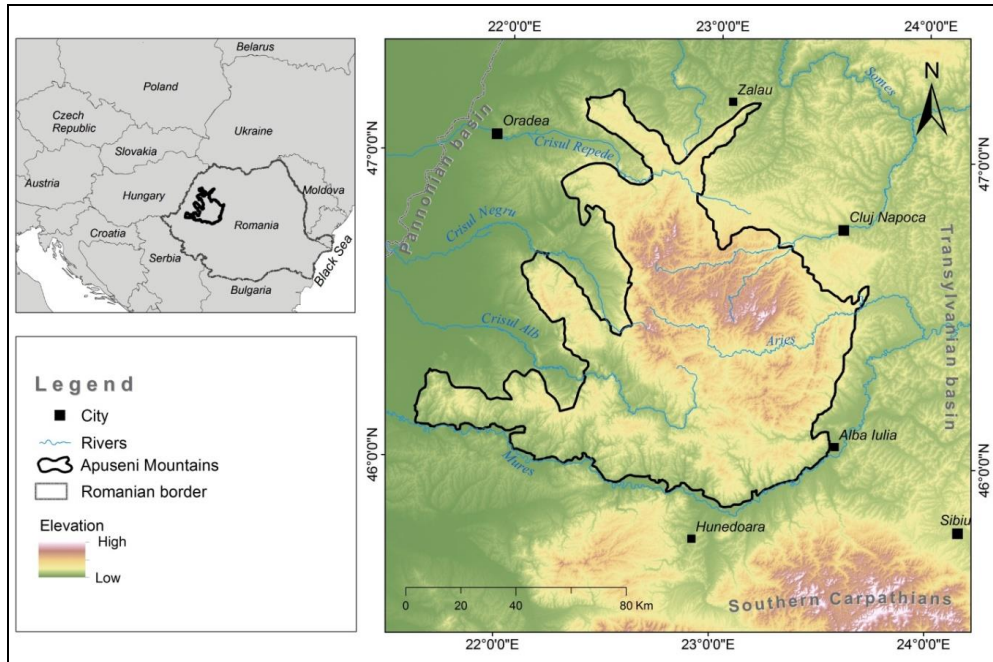 Belarus
Poland
Czech
Republic
Ukraine
Slovakia
Austria
Hungary
Moldova
Romania
Croatia
Serbia
Bulgaria
Black Sea
Legend
City
Rivers
Apuseni Mountains
Romanian border
Elevation
High
Low
22°0'0"E
23°0'0"E
24°0'0"E
N
Zalau
Somes
Oradea
47°0'0"N
47°0'0"N
Pannonian basin
Crisul Repede
Crisul Negru
Cluj Napoca
Transylvanian basin
Crisul Alb
Aries
46°0'0"N
46°0'0"N
Alba Iulia
Mures
Hunedoara
Sibiu
0
20
40
80 Km
Southern Carpathians
22°0'0"E
23°0'0"E
24°0'0"E